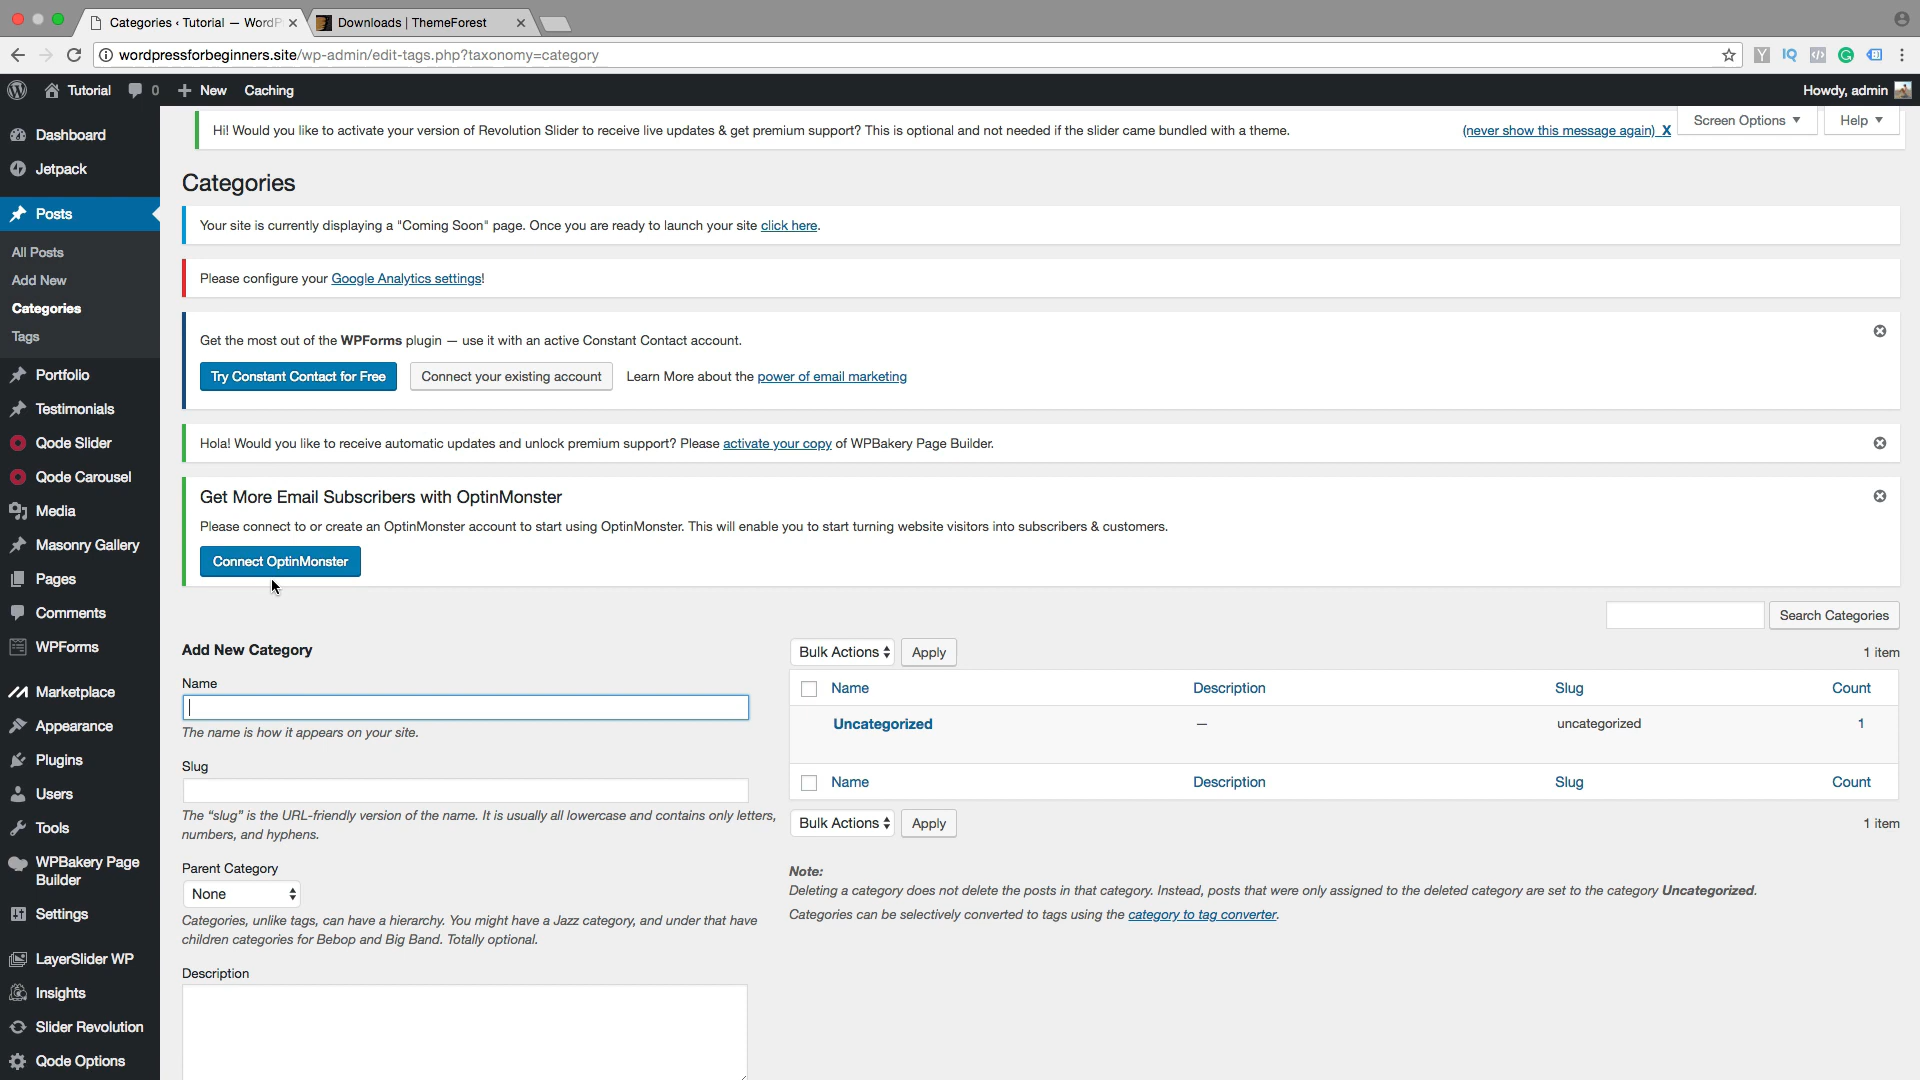 Categories ‹ Tutorial — WordP
Downloads | ThemeForest
wordpressforbeginners.site/wp-admin/edit-tags.php?taxonomy=category
Tutorial
0
New
Caching
Howdy, admin
Dashboard
Jetpack
Posts
All Posts
Add New
Categories
Tags
Portfolio
Testimonials
Qode Slider
Qode Carousel
Media
Masonry Gallery
Pages
Comments
WPForms
Marketplace
Appearance
Plugins
Users
Tools
WPBakery Page
Builder
Settings
LayerSlider WP
Insights
Slider Revolution
Qode Options
Hi! Would you like to activate your version of Revolution Slider to receive live updates & get premium support? This is optional and not needed if the slider came bundled with a theme.
(never show this message again) X
Screen Options
Help
Categories
Your site is currently displaying a "Coming Soon" page. Once you are ready to launch your site click here.
Please configure your Google Analytics settings!
Get the most out of the WPForms plugin — use it with an active Constant Contact account.
Try Constant Contact for Free
Connect your existing account
Learn More about the power of email marketing
Hola! Would you like to receive automatic updates and unlock premium support? Please activate your copy of WPBakery Page Builder.
Get More Email Subscribers with OptinMonster
Please connect to or create an OptinMonster account to start using OptinMonster. This will enable you to start turning website visitors into subscribers & customers.
Connect OptinMonster
Search Categories
Add New Category
Name
The name is how it appears on your site.
Slug
The “slug” is the URL-friendly version of the name. It is usually all lowercase and contains only letters,
numbers, and hyphens.
Parent Category
None
Categories, unlike tags, can have a hierarchy. You might have a Jazz category, and under that have
children categories for Bebop and Big Band. Totally optional.
Description
Bulk Actions
Apply
1 item
Name
Description
Slug
Count
Uncategorized
—
uncategorized
1
Name
Description
Slug
Count
Bulk Actions
Apply
1 item
Note:
Deleting a category does not delete the posts in that category. Instead, posts that were only assigned to the deleted category are set to the category Uncategorized.
Categories can be selectively converted to tags using the category to tag converter.